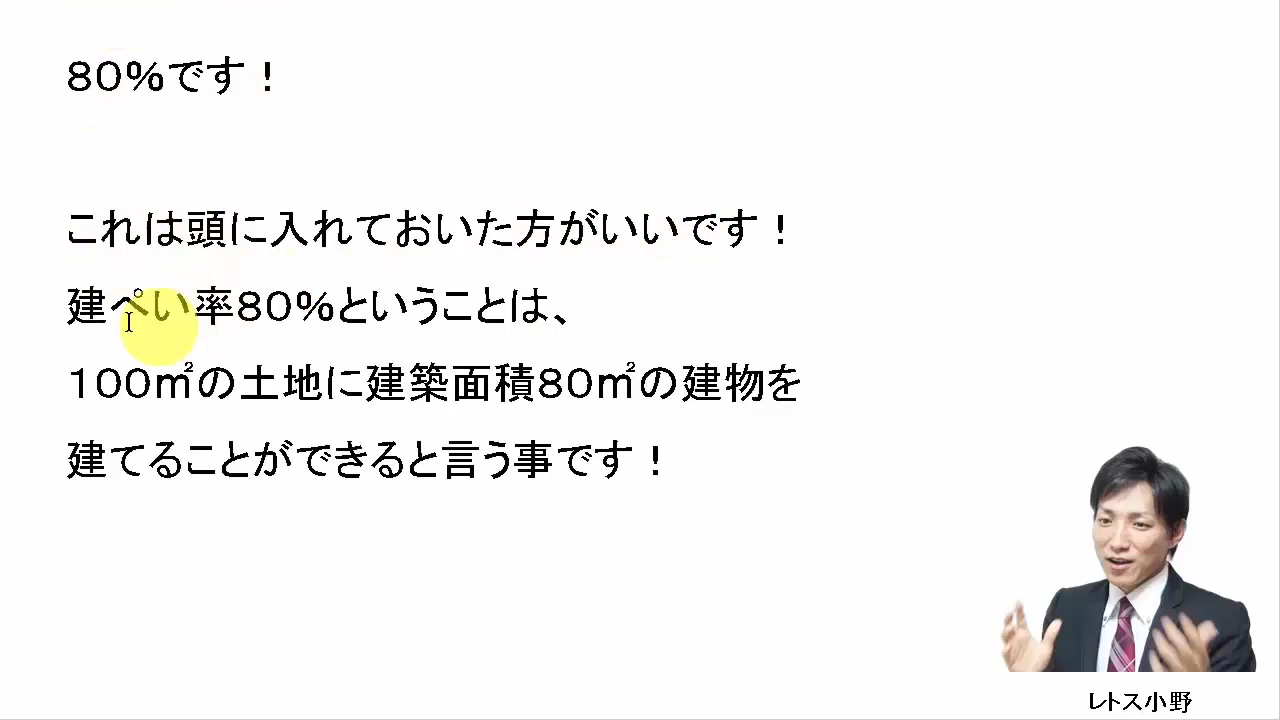 80%です！
これは頭に入れておいた方がいいです！
建ぺい率80%ということは、
100㎡の土地に建築面積80㎡の建物を
建てることができると言う事です！
レトス小野